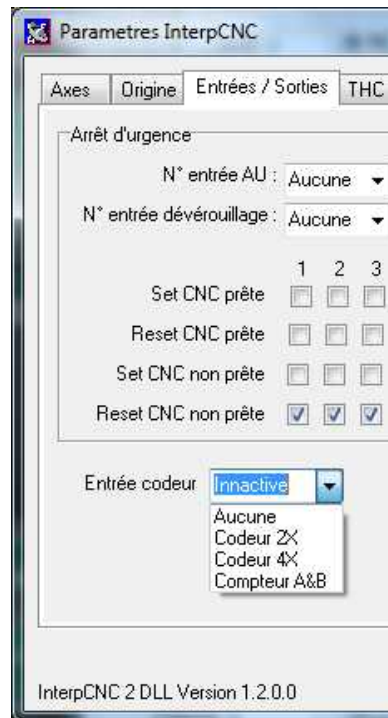 Parametres InterpCNC
Axes Origine Entrées / Sorties THC
Arrêt d'urgence
N° entrée AU : Aucune
N° entrée dévérouillage : Aucune
1 2 3
Set CNC prête
Reset CNC prête
Set CNC non prête
Reset CNC non prête
Entrée codeur Innactive
Aucune
Codeur 2X
Codeur 4X
Compteur A&B
InterpCNC 2 DLL Version 1.2.0.0